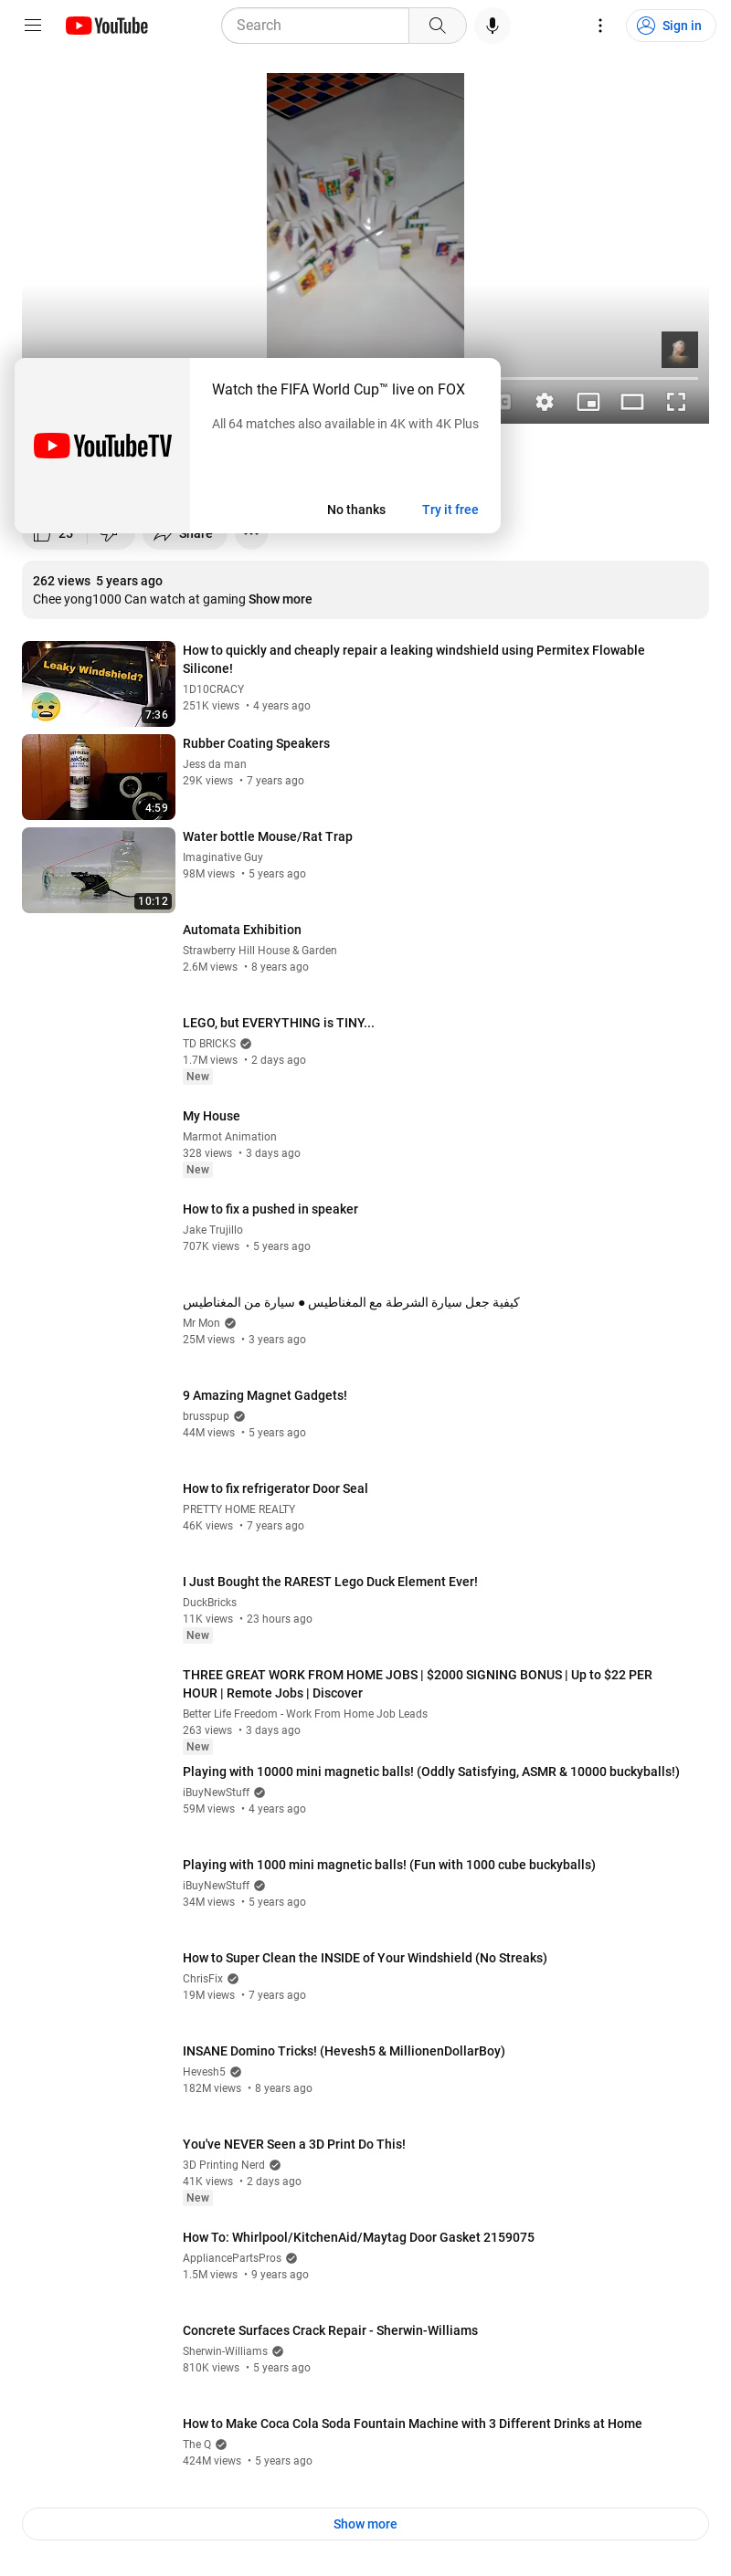 YouTube
Search
Sign in
Watch the FIFA World Cup™ live on FOX
All 64 matches also available in 4K with 4K Plus
YouTubeTV
No thanks
Try it free
25
Share
262 views 5 years ago
Chee yong1000 Can watch at gaming Show more
Leaky Windshield?
7:36
How to quickly and cheaply repair a leaking windshield using Permitex Flowable
Silicone!
1D10CRACY
251K views • 4 years ago
4:59
Rubber Coating Speakers
Jess da man
29K views • 7 years ago
10:12
Water bottle Mouse/Rat Trap
Imaginative Guy
98M views • 5 years ago
Automata Exhibition
Strawberry Hill House & Garden
2.6M views • 8 years ago
LEGO, but EVERYTHING is TINY...
TD BRICKS
1.7M views • 2 days ago
New
My House
Marmot Animation
328 views • 3 days ago
New
How to fix a pushed in speaker
Jake Trujillo
707K views • 5 years ago
كيفية جعل سيارة الشرطة مع المغناطيس ● سيارة من المغناطيس
Mr Mon
25M views • 3 years ago
9 Amazing Magnet Gadgets!
brusspup
44M views • 5 years ago
How to fix refrigerator Door Seal
PRETTY HOME REALTY
46K views • 7 years ago
I Just Bought the RAREST Lego Duck Element Ever!
DuckBricks
11K views • 23 hours ago
New
THREE GREAT WORK FROM HOME JOBS | $2000 SIGNING BONUS | Up to $22 PER
HOUR | Remote Jobs | Discover
Better Life Freedom - Work From Home Job Leads
263 views • 3 days ago
New
Playing with 10000 mini magnetic balls! (Oddly Satisfying, ASMR & 10000 buckyballs!)
iBuyNewStuff
59M views • 4 years ago
Playing with 1000 mini magnetic balls! (Fun with 1000 cube buckyballs)
iBuyNewStuff
34M views • 5 years ago
How to Super Clean the INSIDE of Your Windshield (No Streaks)
ChrisFix
19M views • 7 years ago
INSANE Domino Tricks! (Hevesh5 & MillionenDollarBoy)
Hevesh5
182M views • 8 years ago
You've NEVER Seen a 3D Print Do This!
3D Printing Nerd
41K views • 2 days ago
New
How To: Whirlpool/KitchenAid/Maytag Door Gasket 2159075
AppliancePartsPros
1.5M views • 9 years ago
Concrete Surfaces Crack Repair - Sherwin-Williams
Sherwin-Williams
810K views • 5 years ago
How to Make Coca Cola Soda Fountain Machine with 3 Different Drinks at Home
The Q
424M views • 5 years ago
Show more